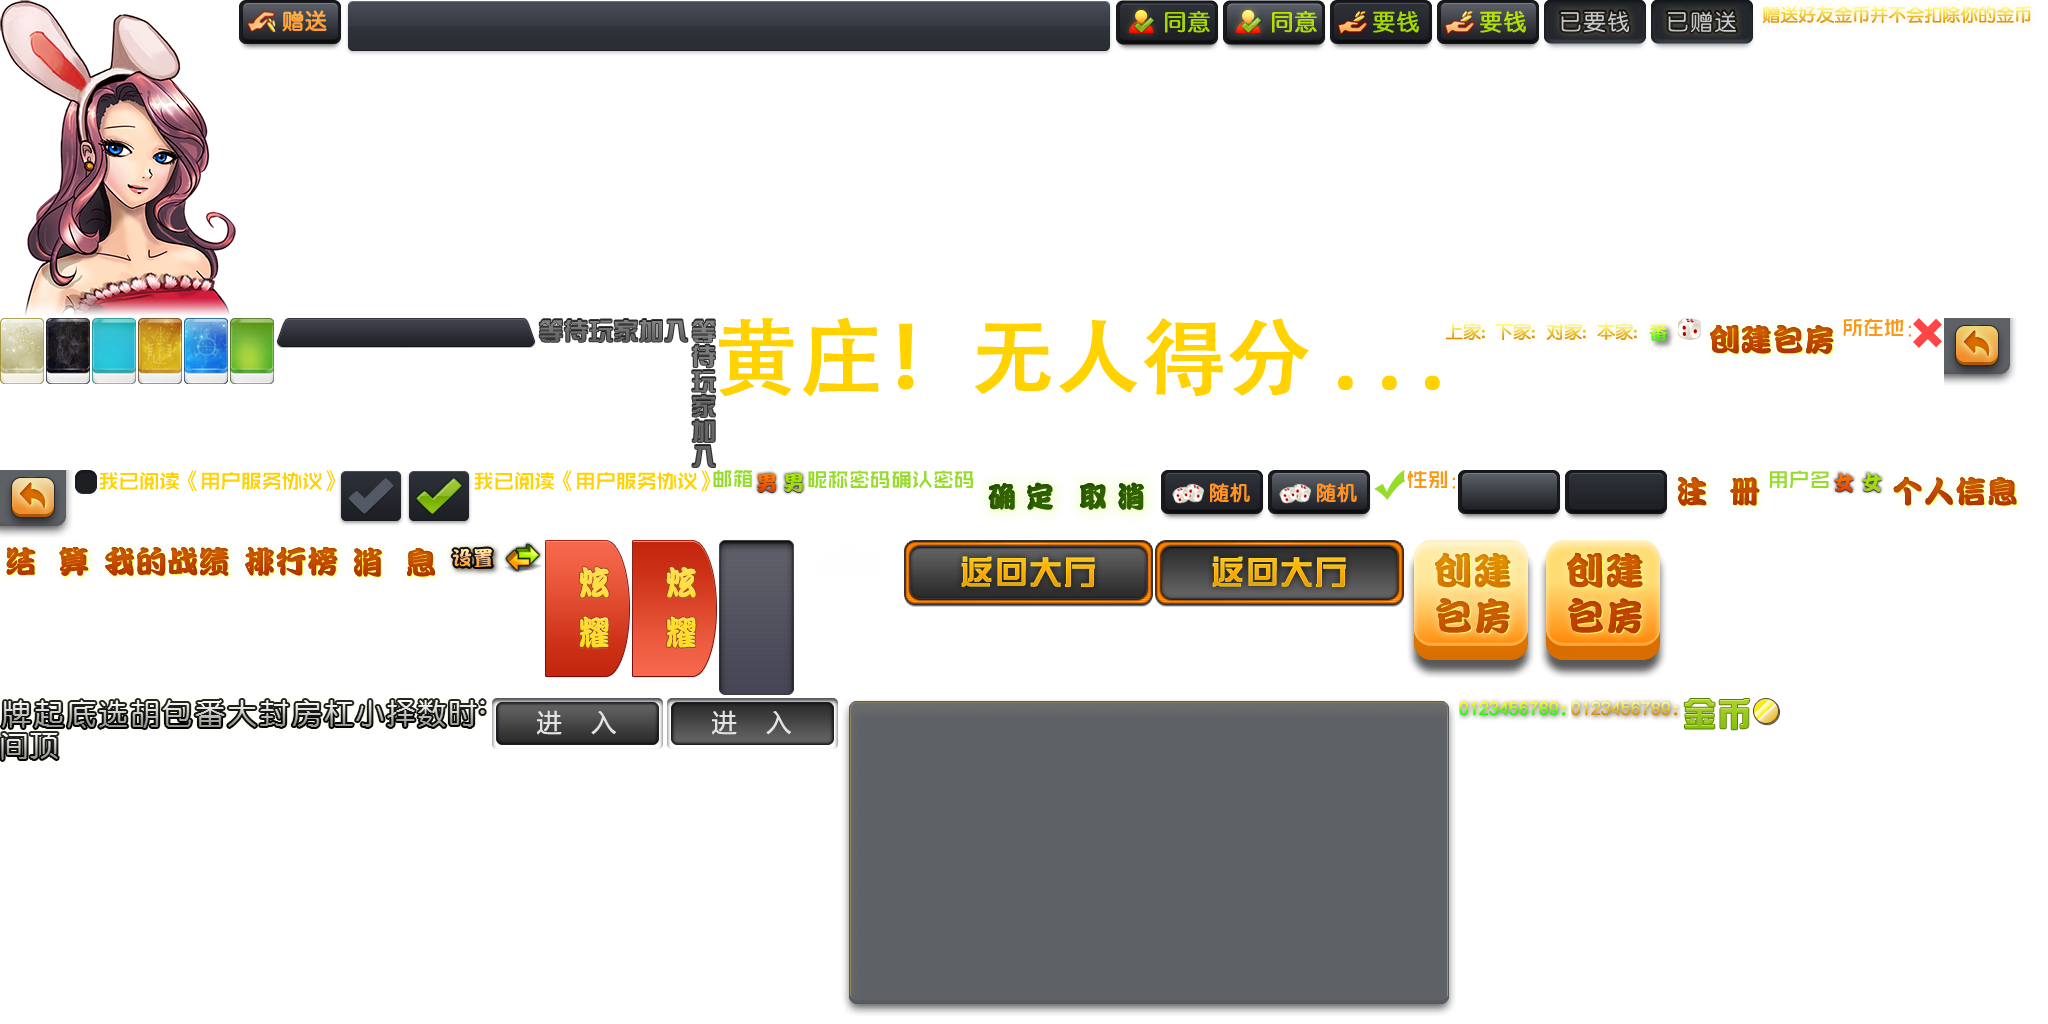 赠送
同意
同意
要钱
要钱
已要钱
已赠送
赠送好友金币并不会扣除你的金币
等待玩家加入
等待玩家加入
黄庄！无人得分...
上家:
下家:
对家:
本家:
番
创建包房
所在地:
我已阅读《用户服务协议》
我已阅读《用户服务协议》
邮箱
男
男
昵称
密码
确认密码
确定
取消
随机
随机
性别:
注 册
用户名
女
女
个人信息
结 算
我的战绩
排行榜
消 息
设置
炫耀
炫耀
返回大厅
返回大厅
创建
包房
创建
包房
牌起底选胡包番大封房杠小择数时:
间顶
进 入
进 入
0123456789:
0123456789:
金币